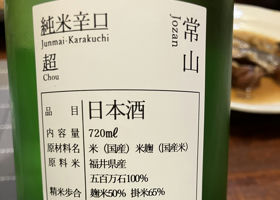 常山
Jozan
純米辛口
Junmai-Karakuchi
超
Chou
品目 日本酒
内容量 720mℓ
原材料名 米（国産）米麹（国産米）
原料米 福井県産
五百万石100%
精米歩合 麹米50% 掛米65%